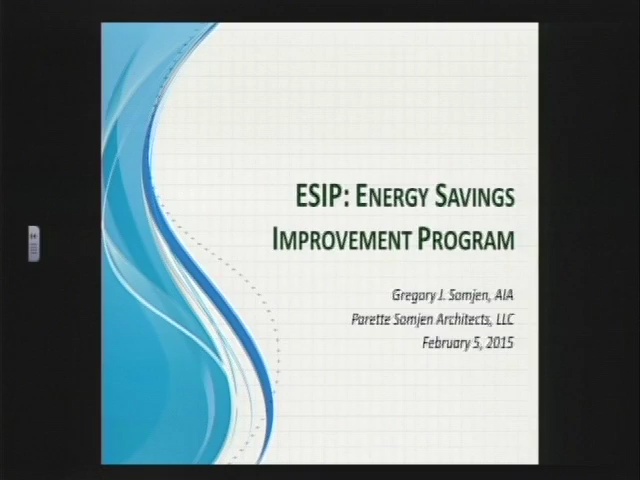 ESIP: ENERGY SAVINGS
IMPROVEMENT PROGRAM
Gregory J. Somjen, AIA
Parette Somjen Architects, LLC
February 5, 2015